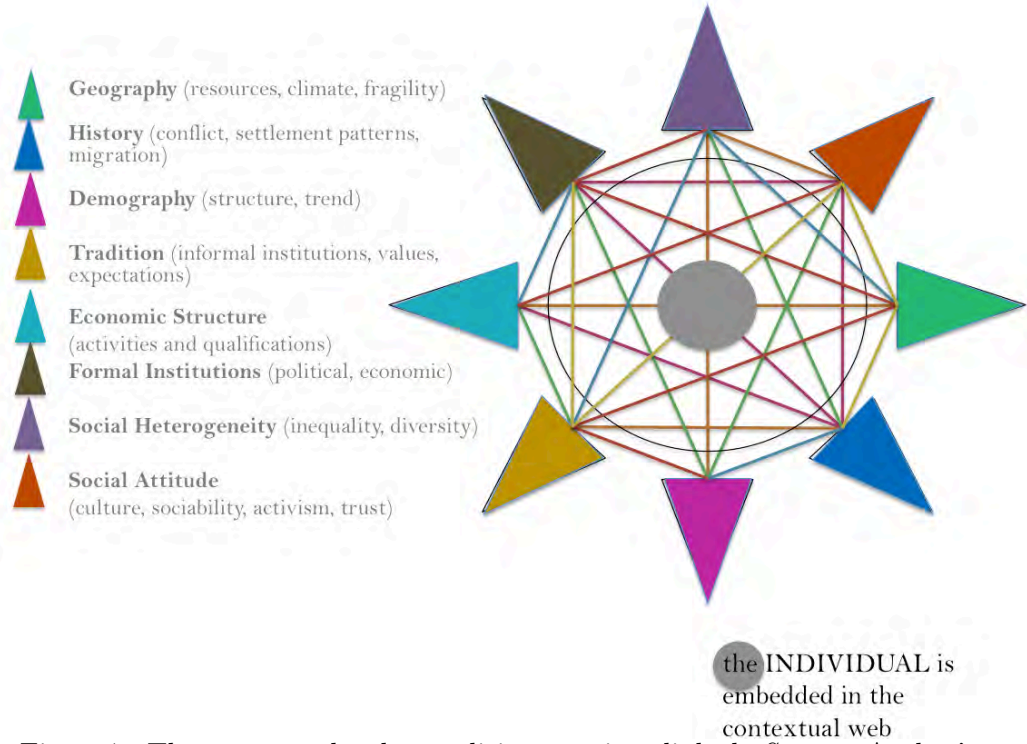 Geography (resources, climate, fragility)
History (conflict, settlement patterns,
migration)
Demography (structure, trend)
Tradition (informal institutions, values,
expectations)
Economic Structure
(activities and qualifications)
Formal Institutions (political, economic)
Social Heterogeneity (inequality, diversity)
Social Attitude
(culture, sociability, activism, trust)
the INDIVIDUAL is
embedded in the
contextual web